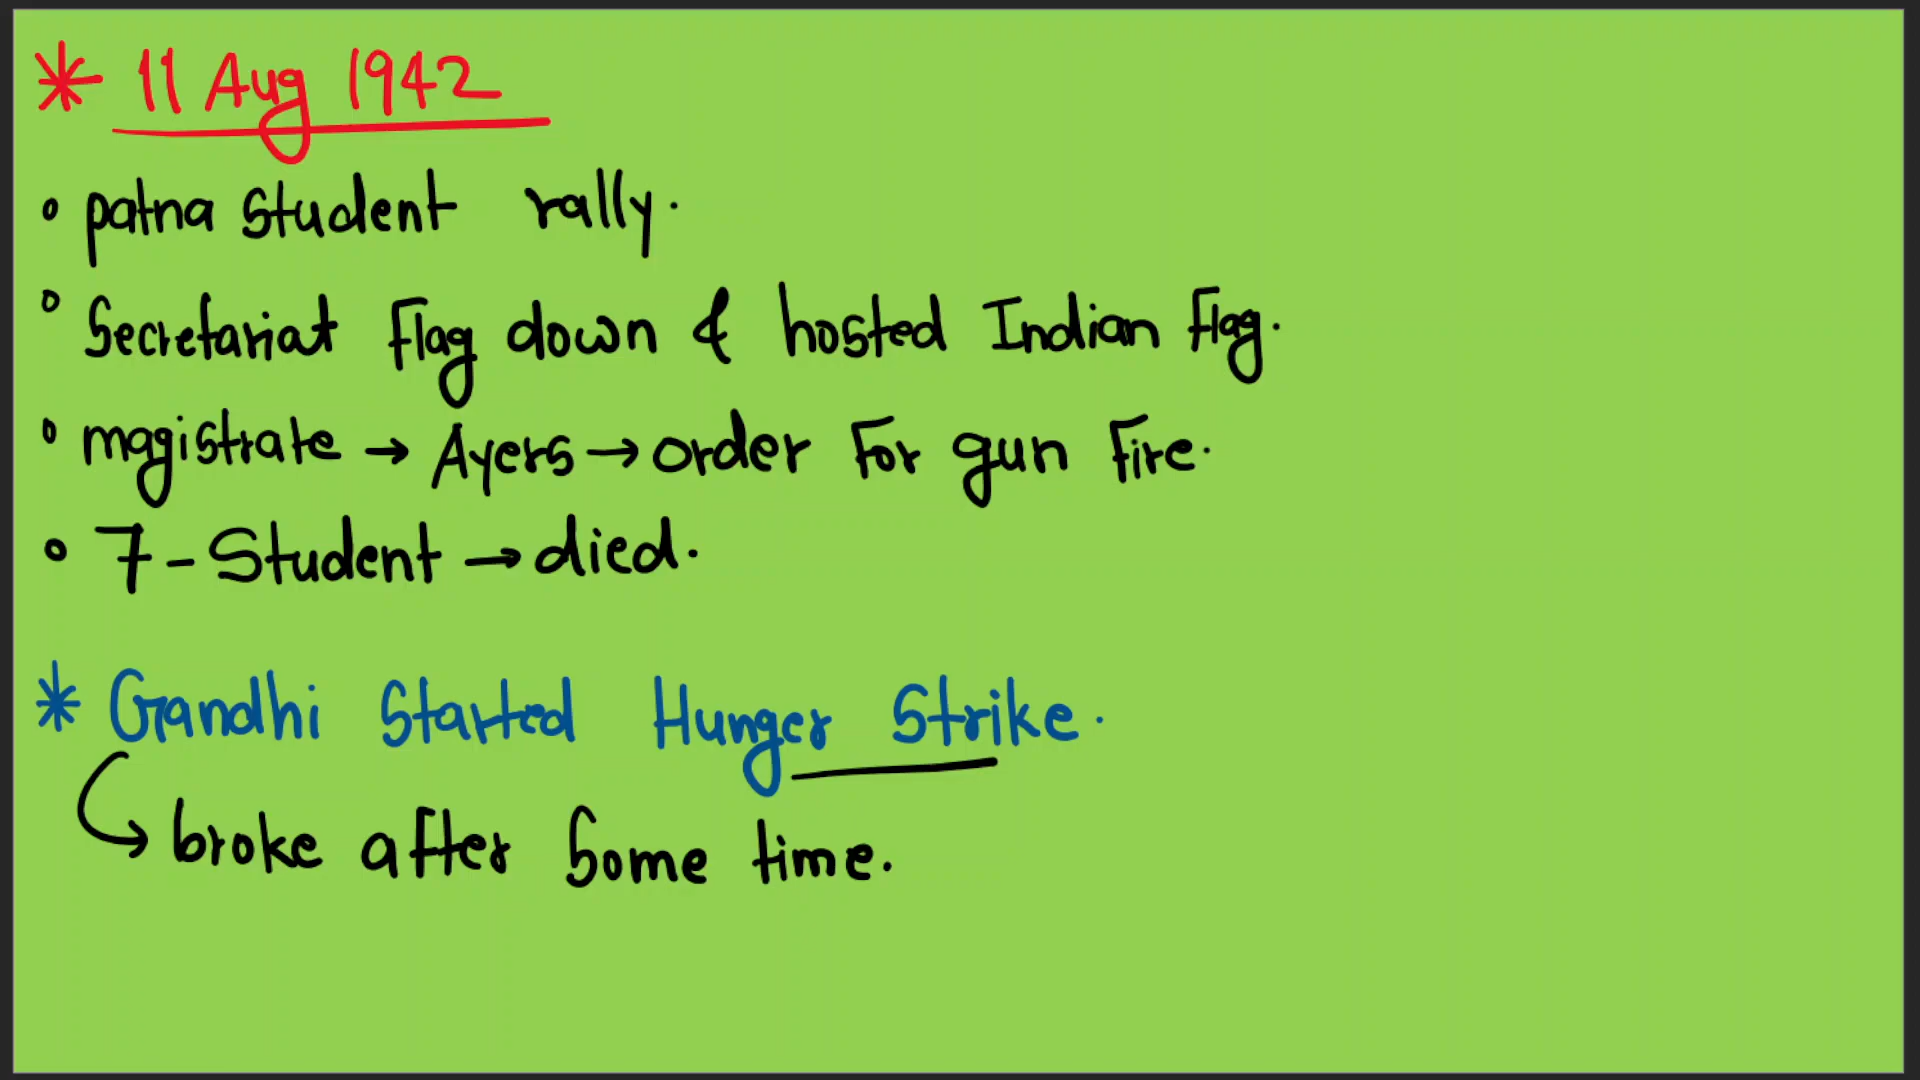 * 11 Aug 1942
• patna student rally.
• Secretariat Flag down & hosted Indian Flag.
• magistrate → Ayers → order For gun Fire.
• 7 - Student → died.
* Gandhi Started Hunger Strike.
↳ broke after Some time.